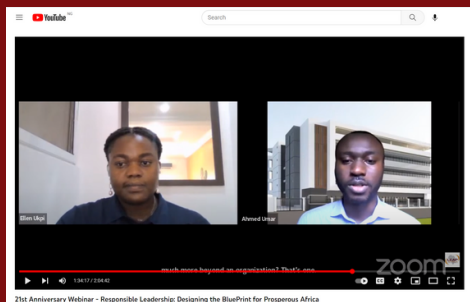 YouTube NG
Search
Ellen Ukpi
Ahmed Umar
much more beyond an organization? That's one
zoom
1:34:17 / 2:04:42
21st Anniversary Webinar - Responsible Leadership: Designing the BluePrint for Prosperous Africa